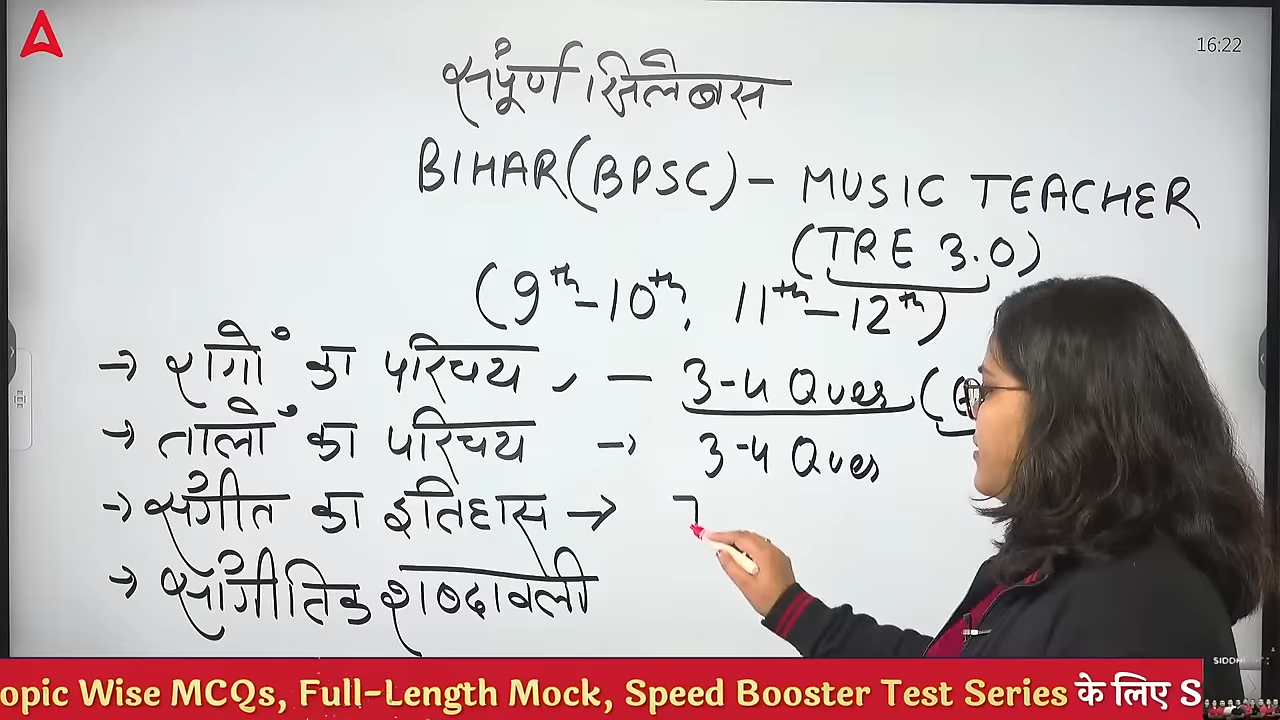 16:22
संपूर्ण सिलेबस
BIHAR (BPSC) - MUSIC TEACHER
(TRE 3.0)
(9th-10th, 11th-12th)
→ रागों का परिचय - 3-4 Ques (
→ तालों का परिचय → 3-4 Ques
→ संगीत का इतिहास →
→ सांगीतिक शब्दावली
opic Wise MCQs, Full-Length Mock, Speed Booster Test Series के लिए S